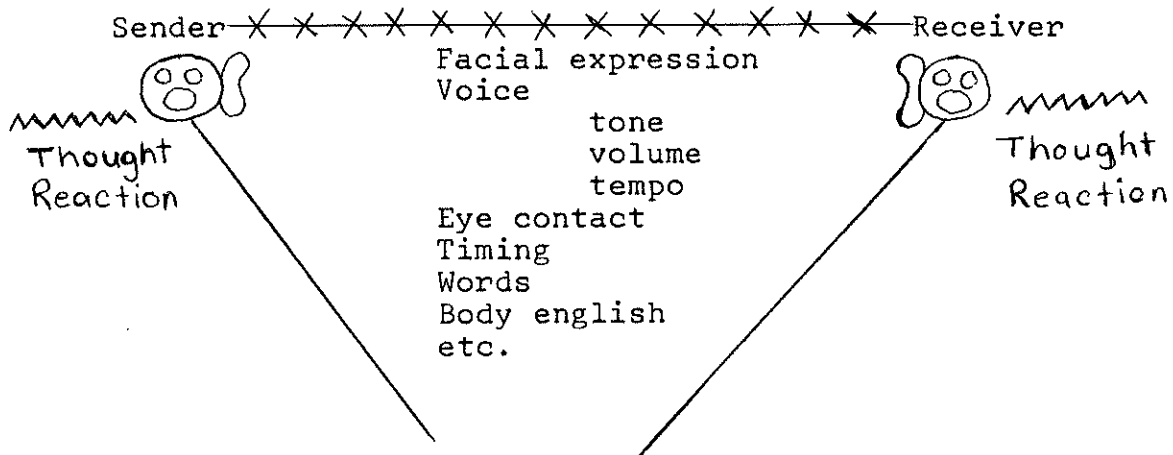 Sender Receiver
Facial expression
Voice
tone
volume
tempo
Thought
Reaction
Thought
Reaction
Eye contact
Timing
Words
Body english
etc.